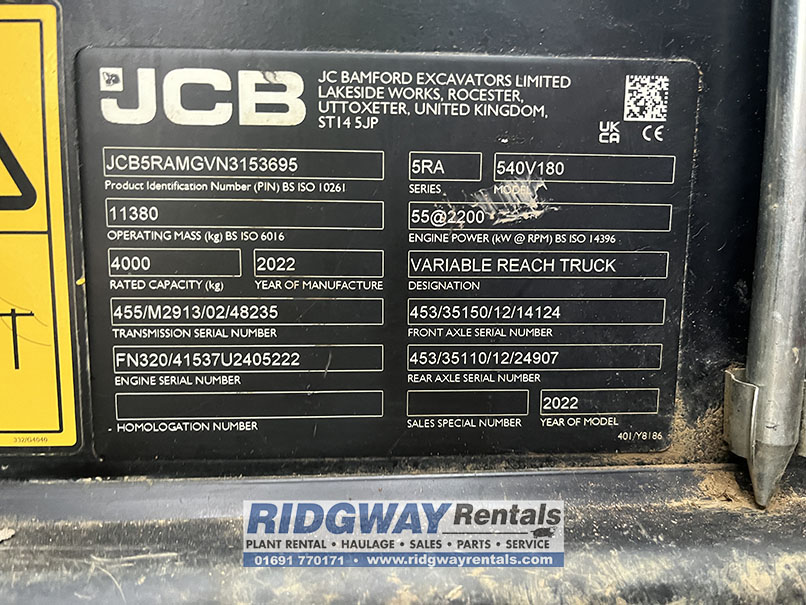 JCB
JC BAMFORD EXCAVATORS LIMITED
LAKESIDE WORKS, ROCESTER,
UTTOXETER, UNITED KINGDOM,
ST14 5JP
UK
CA
CE
JCB5RAMGVN3153695
Product Identification Number (PIN) BS ISO 10261
5RA
SERIES
540V180
MODEL
11380
OPERATING MASS (kg) BS ISO 6016
55@2200
ENGINE POWER (kW @ RPM) BS ISO 14396
4000
RATED CAPACITY (kg)
2022
YEAR OF MANUFACTURE
VARIABLE REACH TRUCK
DESIGNATION
455/M2913/02/48235
TRANSMISSION SERIAL NUMBER
453/35150/12/14124
FRONT AXLE SERIAL NUMBER
FN320/41537U2405222
ENGINE SERIAL NUMBER
453/35110/12/24907
REAR AXLE SERIAL NUMBER
HOMOLOGATION NUMBER
SALES SPECIAL NUMBER
2022
YEAR OF MODEL
401/Y8186
332/G4040
RIDGWAY Rentals
PLANT RENTAL • HAULAGE • SALES • PARTS • SERVICE
01691 770171 • www.ridgwayrentals.com